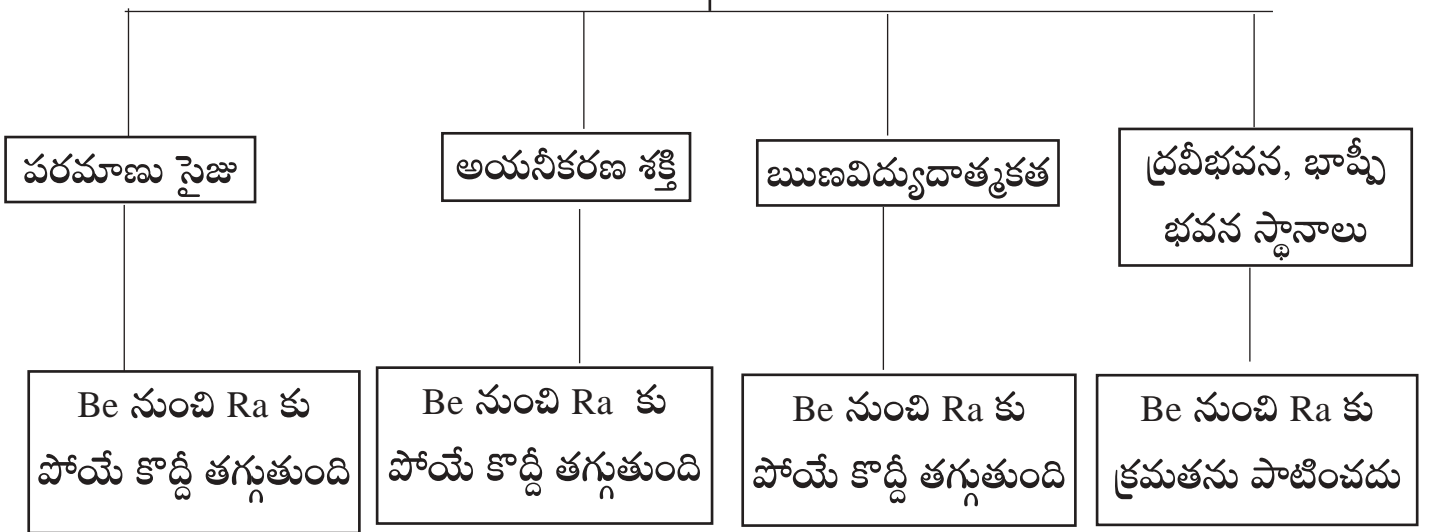 పరమాణు సైజు
అయనీకరణ శక్తి
ఋణవిద్యుదాత్మకత
ద్రవీభవన, భాష్పీ
భవన స్థానాలు
Be నుంచి Ra కు
పోయే కొద్దీ తగ్గుతుంది
Be నుంచి Ra కు
పోయే కొద్దీ తగ్గుతుంది
Be నుంచి Ra కు
పోయే కొద్దీ తగ్గుతుంది
Be నుంచి Ra కు
క్రమతను పాటించదు